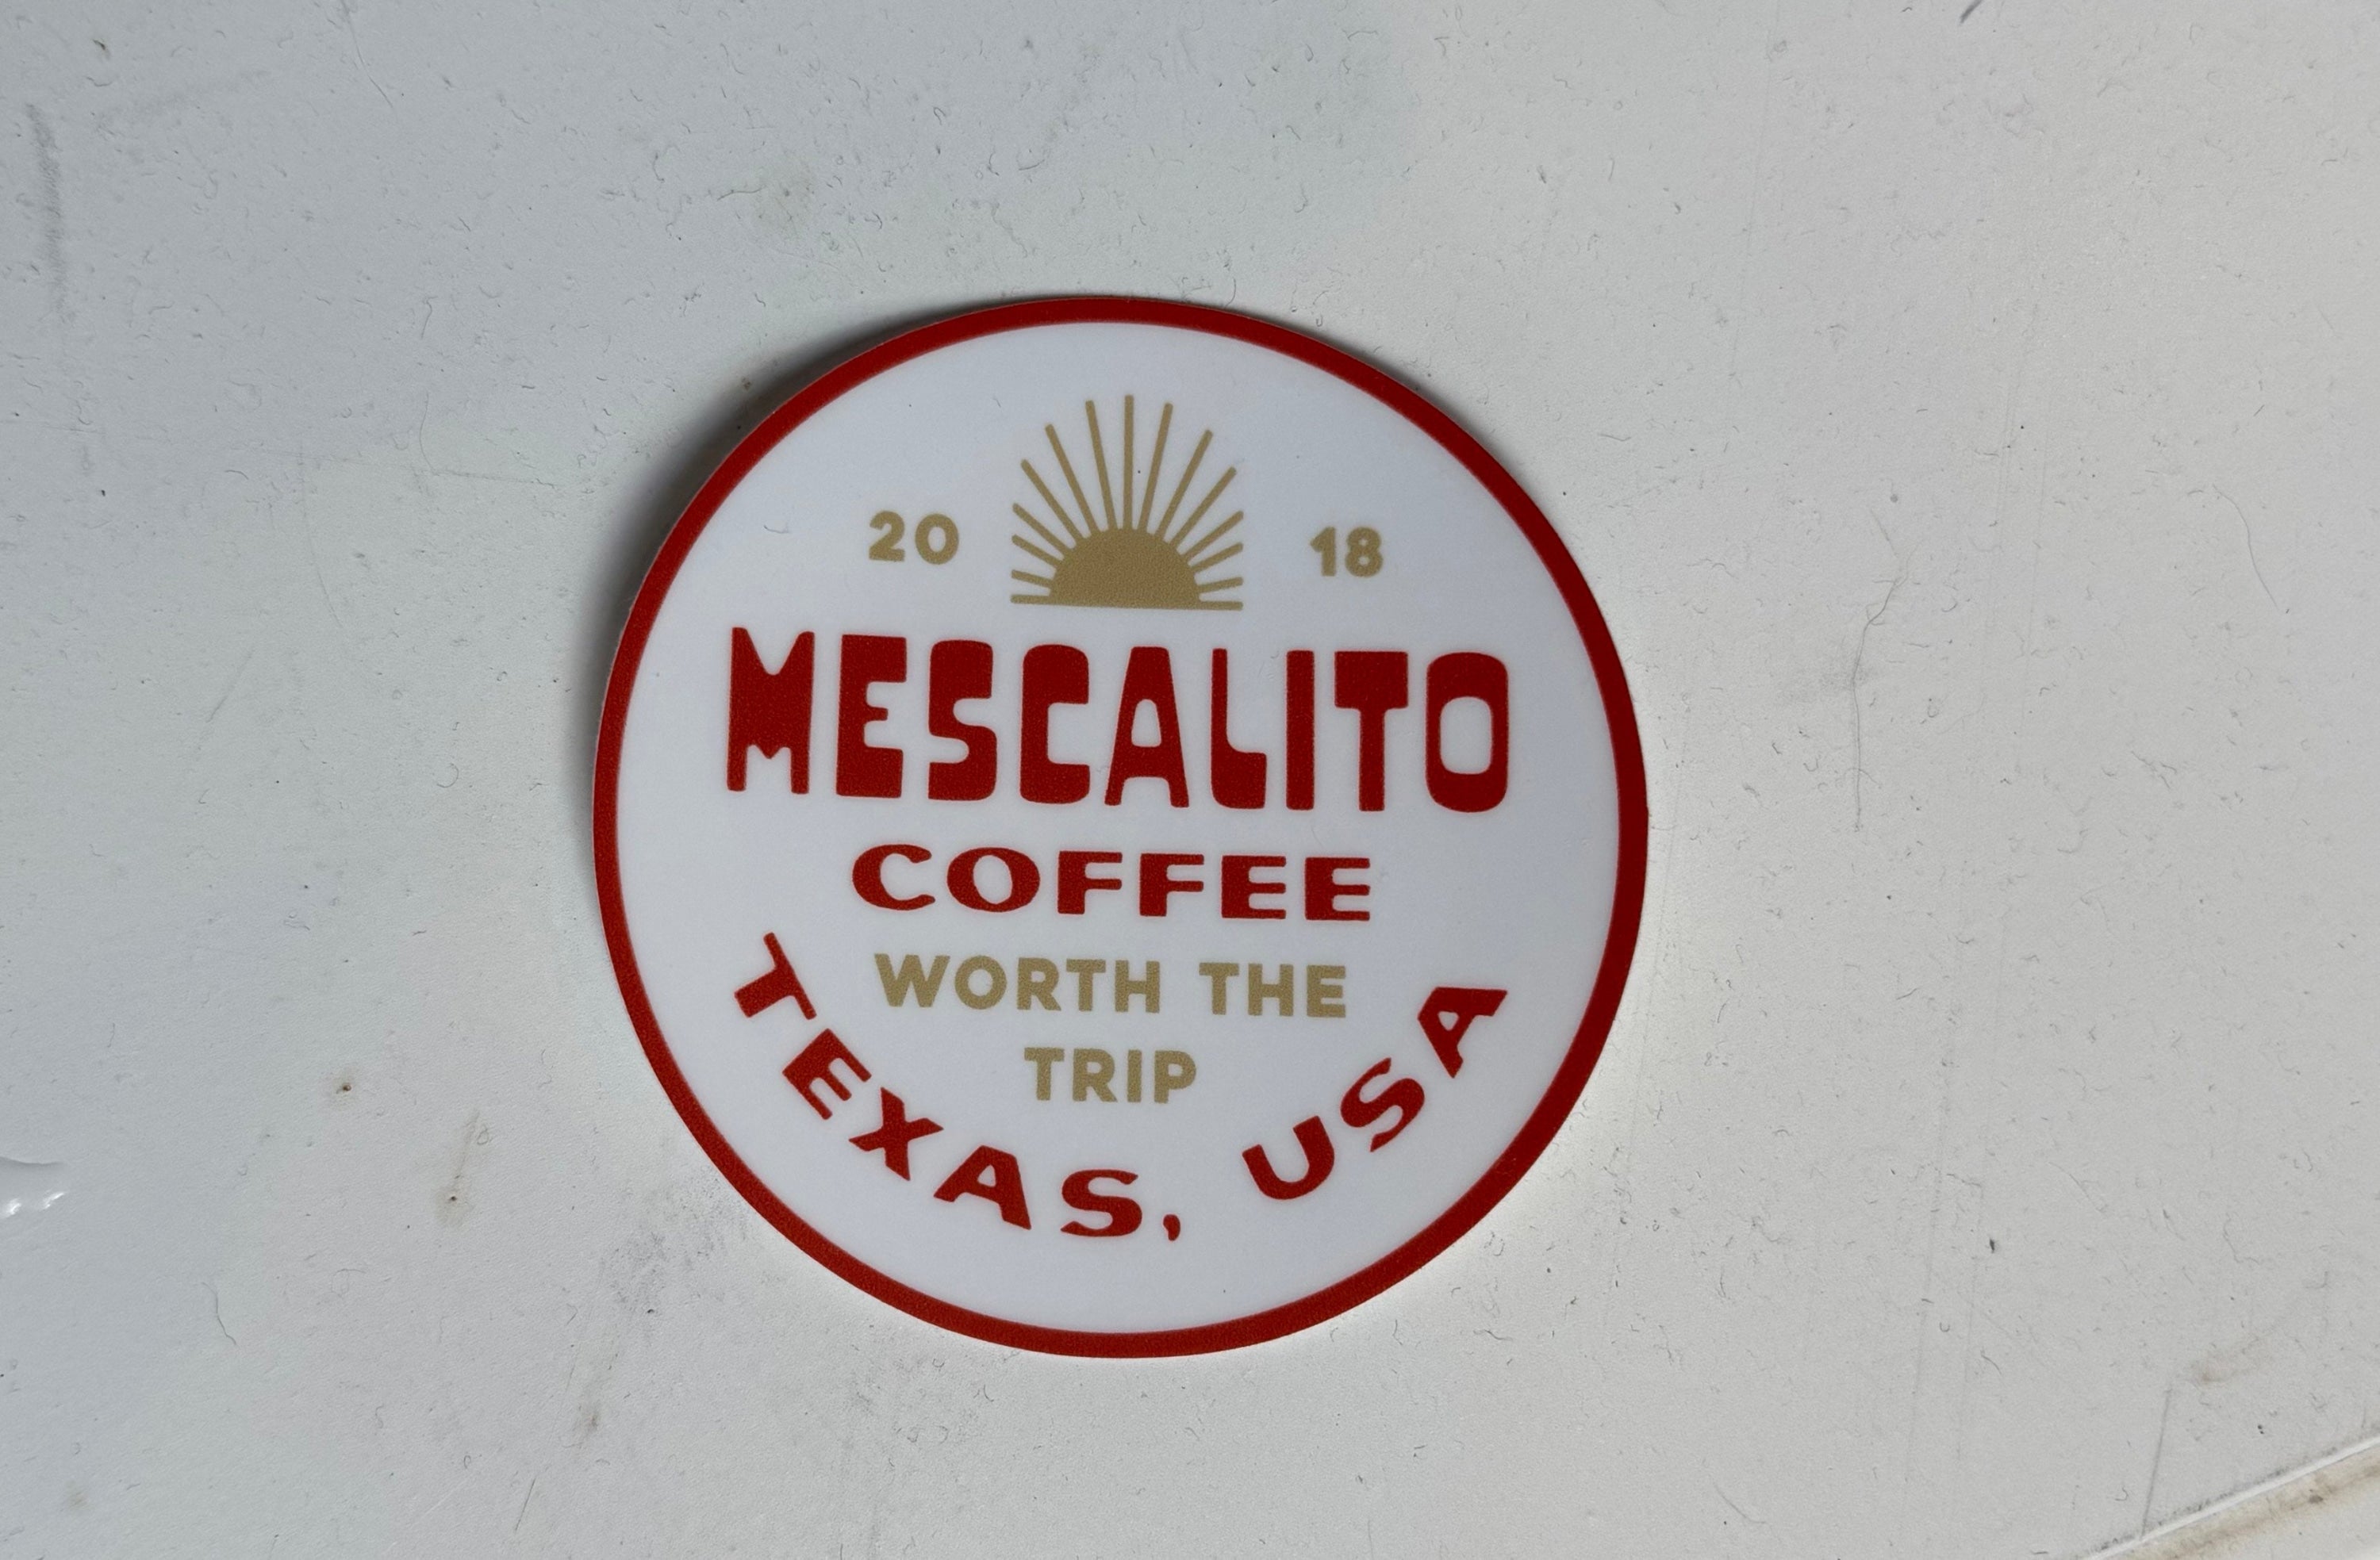 20 18
MESCALITO
COFFEE
WORTH THE
TRIP
TEXAS, USA